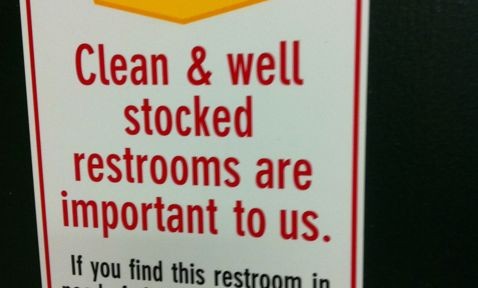 Clean & well
stocked
restrooms are
important to us.
If you find this restroom in